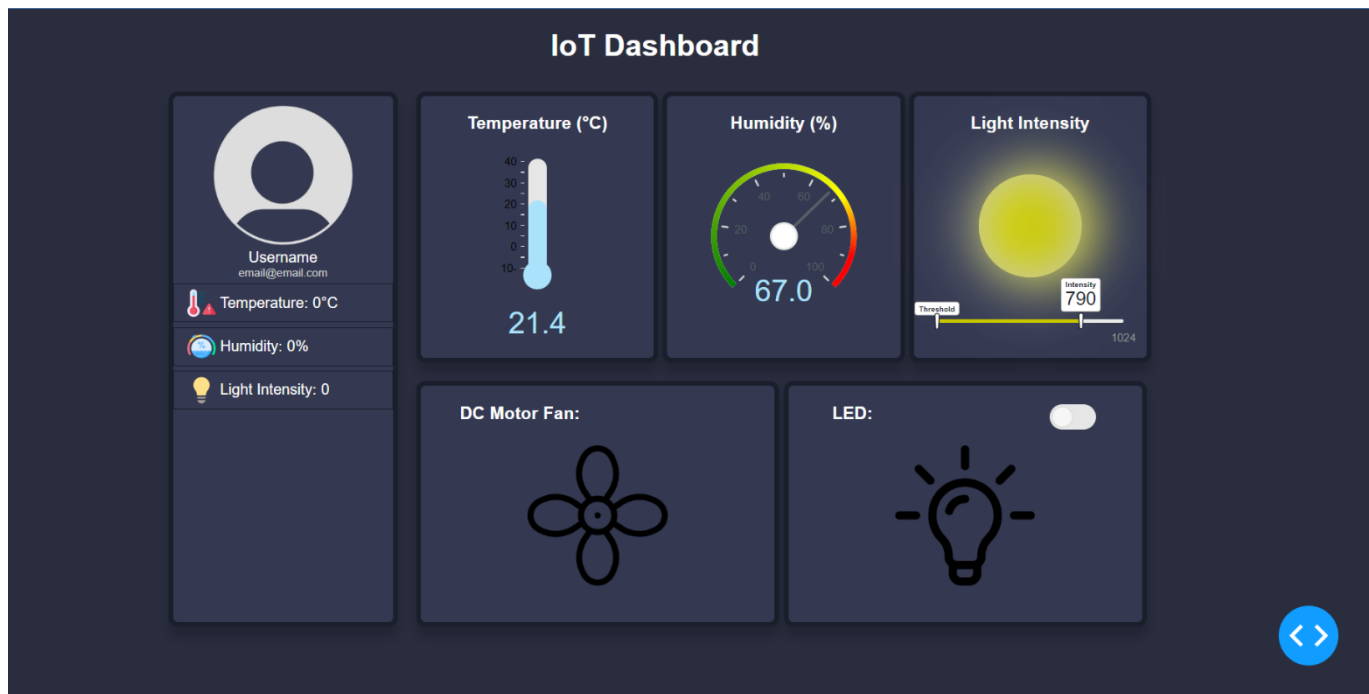 IoT Dashboard
Username
email@email.com
Temperature: 0°C
%
Humidity: 0%
Light Intensity: 0
Temperature (°C)
40
30
20
10
0
10-
21.4
Humidity (%)
0
20
40
60
80
100
67.0
Light Intensity
Intensity
790
Threshold
1024
DC Motor Fan:
LED: